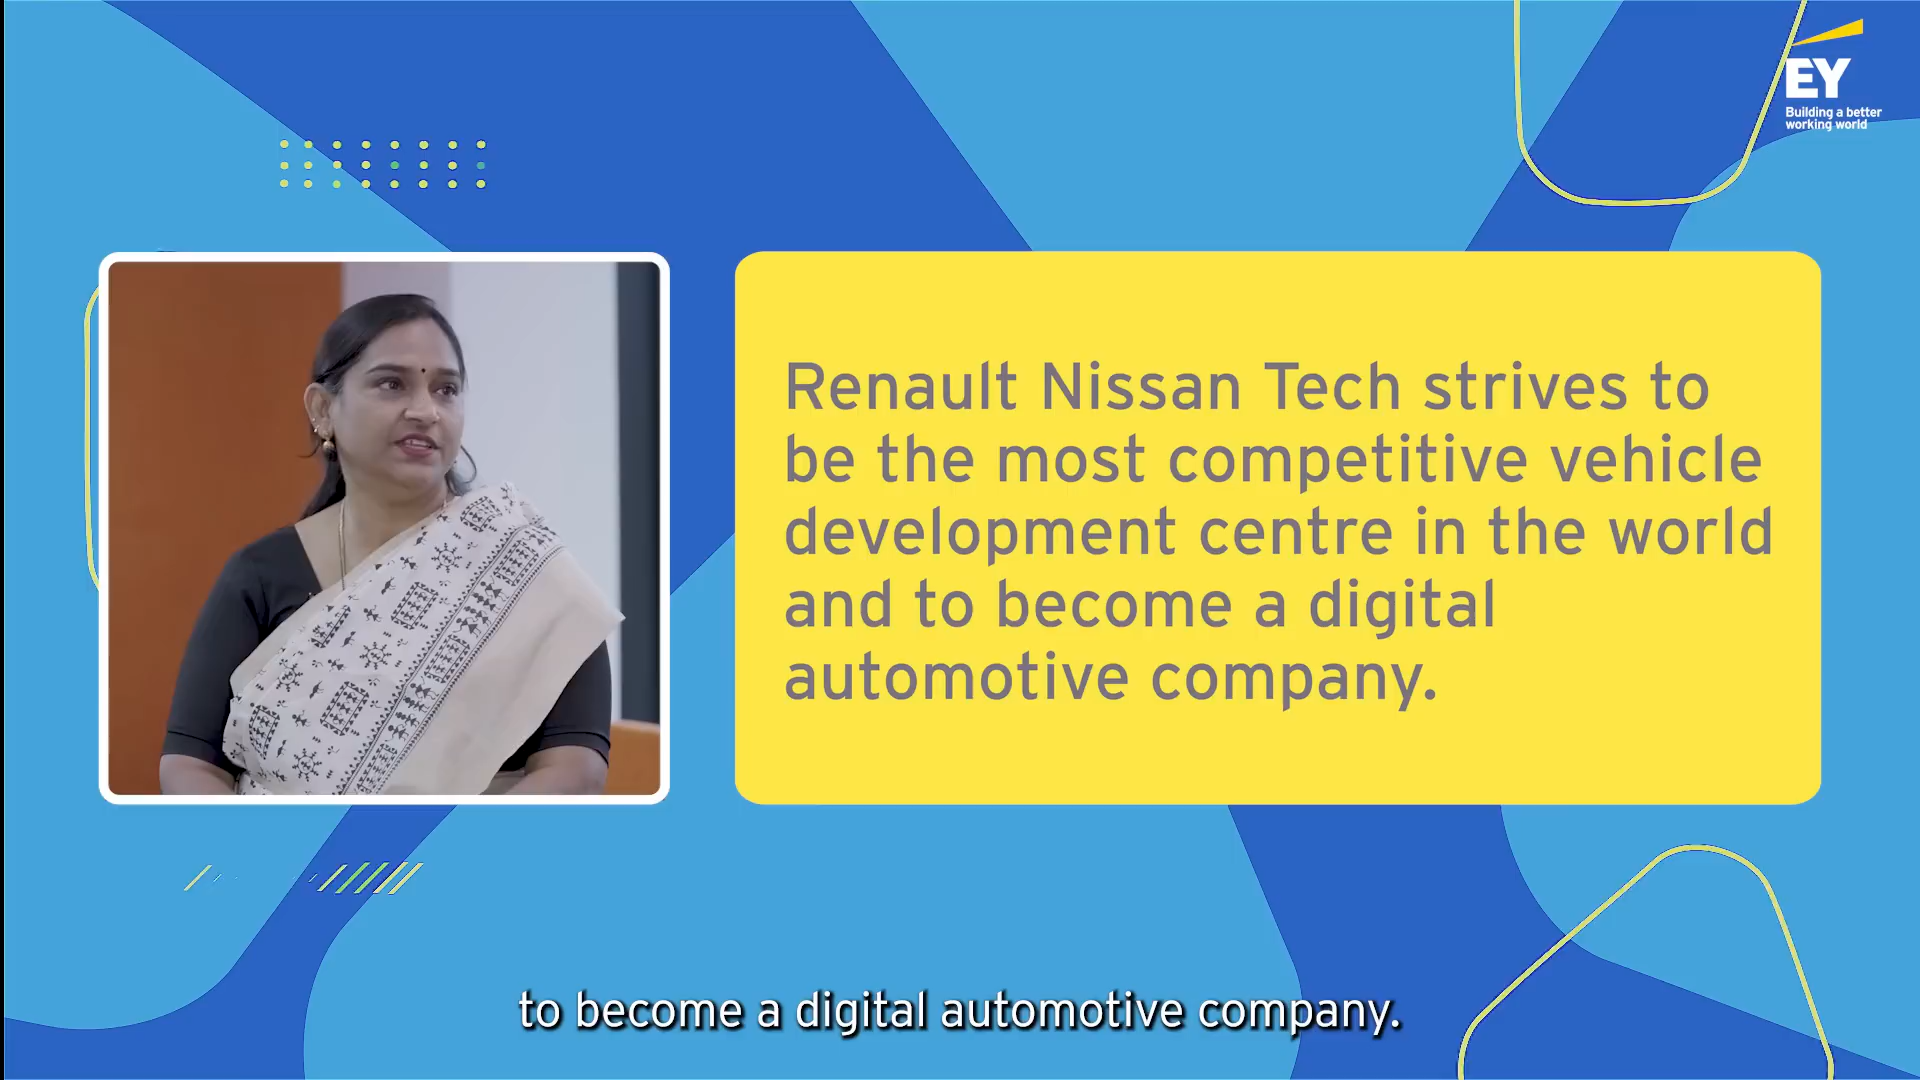 EY
Building a better
working world
Renault Nissan Tech strives to
be the most competitive vehicle
development centre in the world
and to become a digital
automotive company.
to become a digital automotive company.